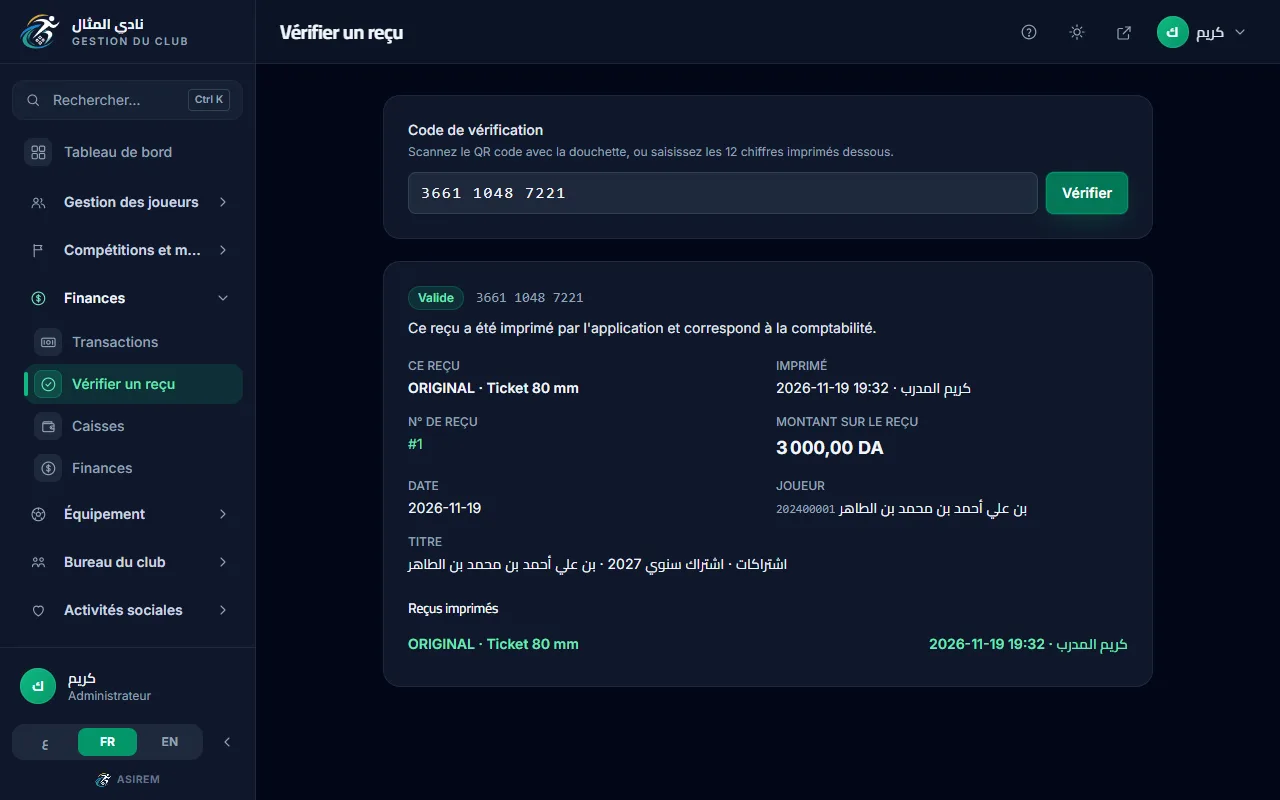 نادي المثال
GESTION DU CLUB
Rechercher...
Ctrl K
Tableau de bord
Gestion des joueurs
Compétitions et m...
Finances
Transactions
Vérifier un reçu
Caisses
Finances
Équipement
Bureau du club
Activités sociales
ك
كريم
Administrateur
ع
FR
EN
ASIREM
Vérifier un reçu
ك
كريم
Code de vérification
Scannez le QR code avec la douchette, ou saisissez les 12 chiffres imprimés dessous.
3661 1048 7221
Vérifier
Valide
3661 1048 7221
Ce reçu a été imprimé par l'application et correspond à la comptabilité.
CE REÇU
ORIGINAL · Ticket 80 mm
IMPRIMÉ
2026-11-19 19:32 · كريم المدرب
N° DE REÇU
#1
MONTANT SUR LE REÇU
3 000,00 DA
DATE
2026-11-19
JOUEUR
بن علي أحمد بن محمد بن الطاهر 202400001
TITRE
اشتراكات · اشتراك سنوي 2027 · بن علي أحمد بن محمد بن الطاهر
Reçus imprimés
ORIGINAL · Ticket 80 mm
2026-11-19 19:32 · كريم المدرب